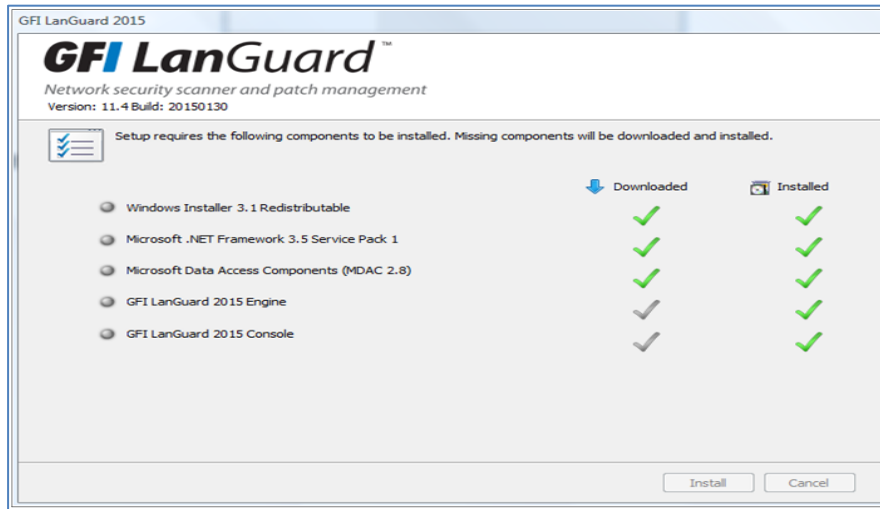 GFI LanGuard 2015
GFI LanGuard™
Network security scanner and patch management
Version: 11.4 Build: 20150130
Setup requires the following components to be installed. Missing components will be downloaded and installed.
Downloaded Installed
Windows Installer 3.1 Redistributable
Microsoft .NET Framework 3.5 Service Pack 1
Microsoft Data Access Components (MDAC 2.8)
GFI LanGuard 2015 Engine
GFI LanGuard 2015 Console
Install Cancel